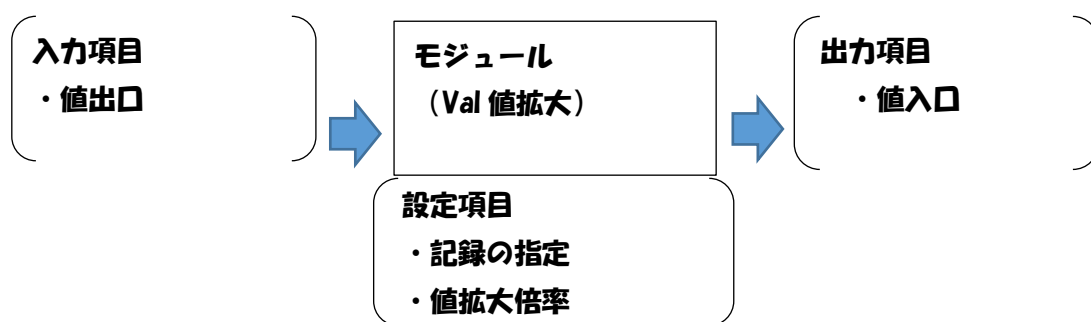 入力項目
・値出口
モジュール
（Val 値拡大）
出力項目
・値入口
設定項目
・記録の指定
・値拡大倍率